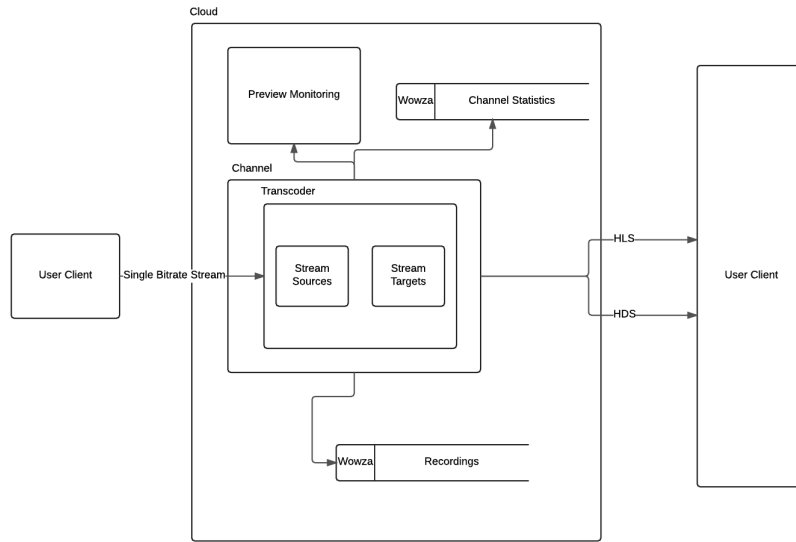 Cloud
Preview Monitoring
Wowza
Channel Statistics
Channel
Transcoder
User Client
Single Bitrate Stream
Stream
Sources
Stream
Targets
HLS
HDS
User Client
Wowza
Recordings